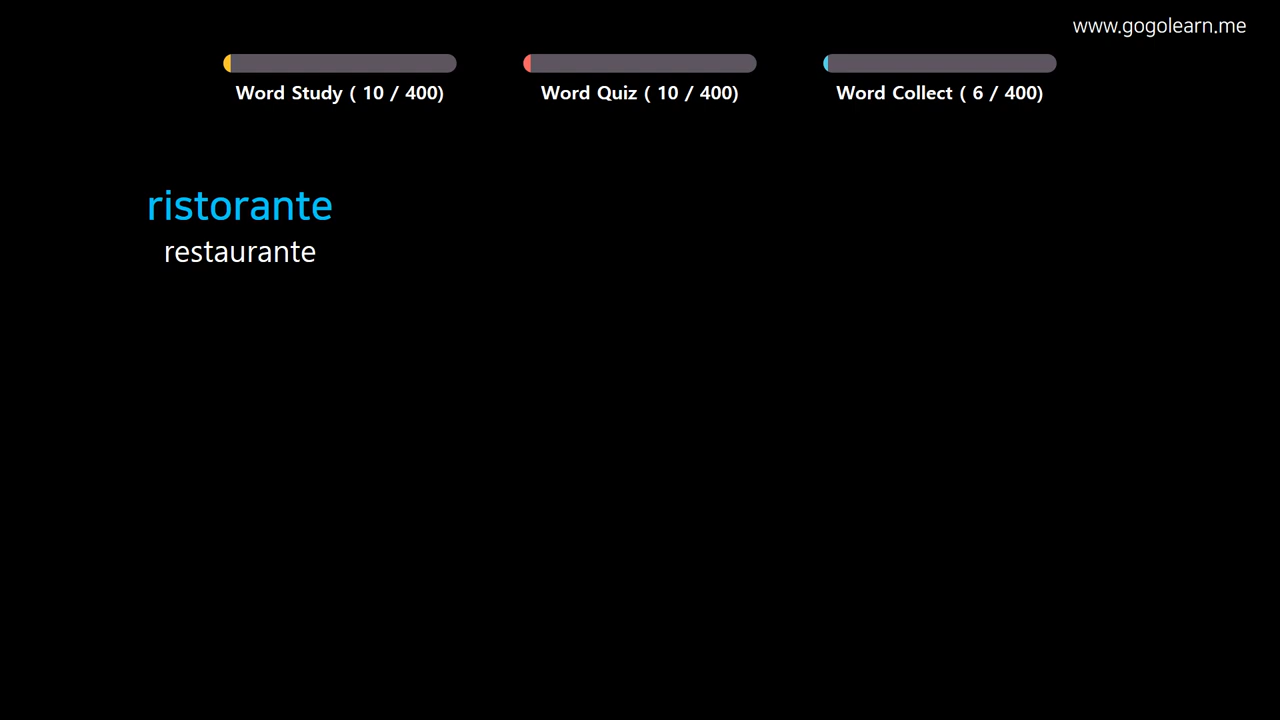 www.gogolearn.me
Word Study ( 10 / 400)
Word Quiz ( 10 / 400)
Word Collect ( 6 / 400)
ristorante
restaurante